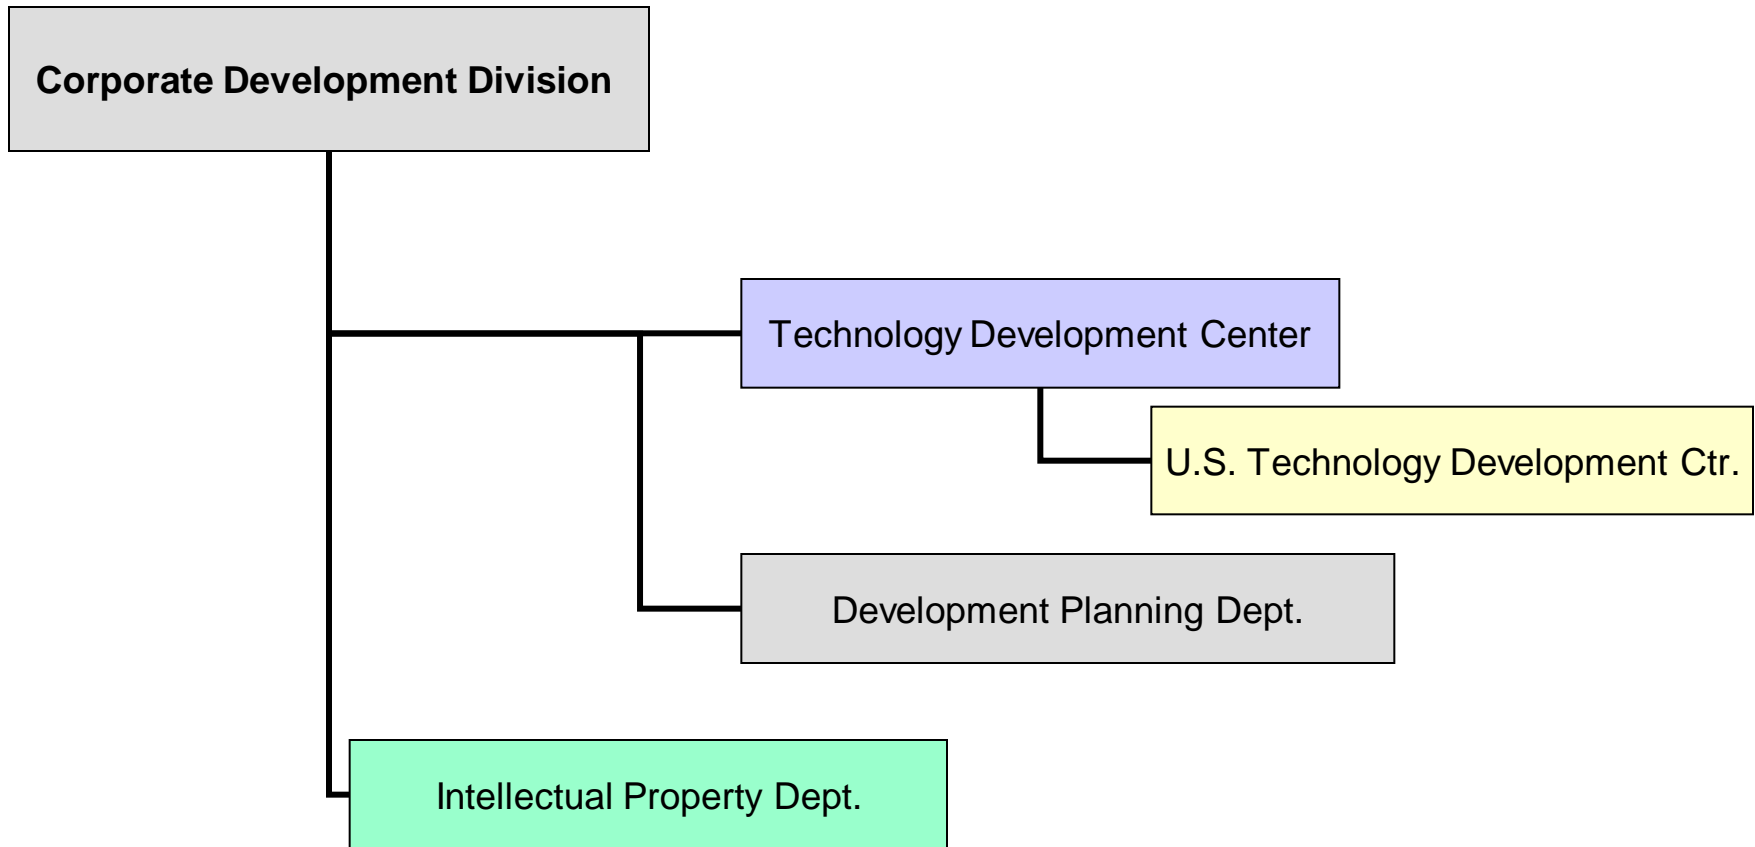 Corporate Development Division
Technology Development Center
U.S. Technology Development Ctr.
Development Planning Dept.
Intellectual Property Dept.